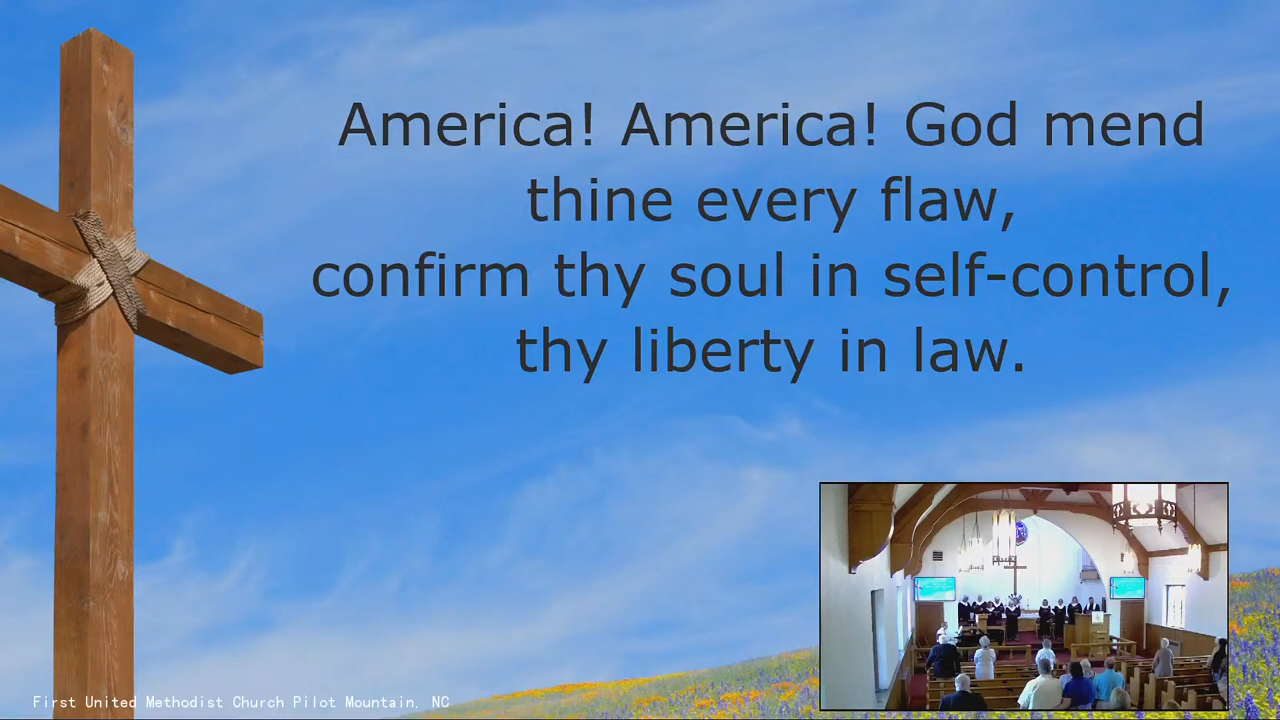 America! America! God mend
thine every flaw,
confirm thy soul in self-control,
thy liberty in law.
First United Methodist Church Pilot Mountain, NC